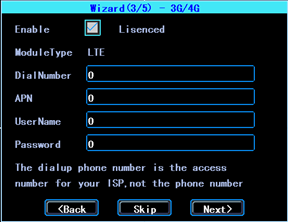 Wizard(3/5) - 3G/4G
Enable Lisenced
ModuleType LTE
DialNumber 0
APN 0
UserName 0
Password 0
The dialup phone number is the access
number for your ISP,not the phone number
<Back Skip Next>